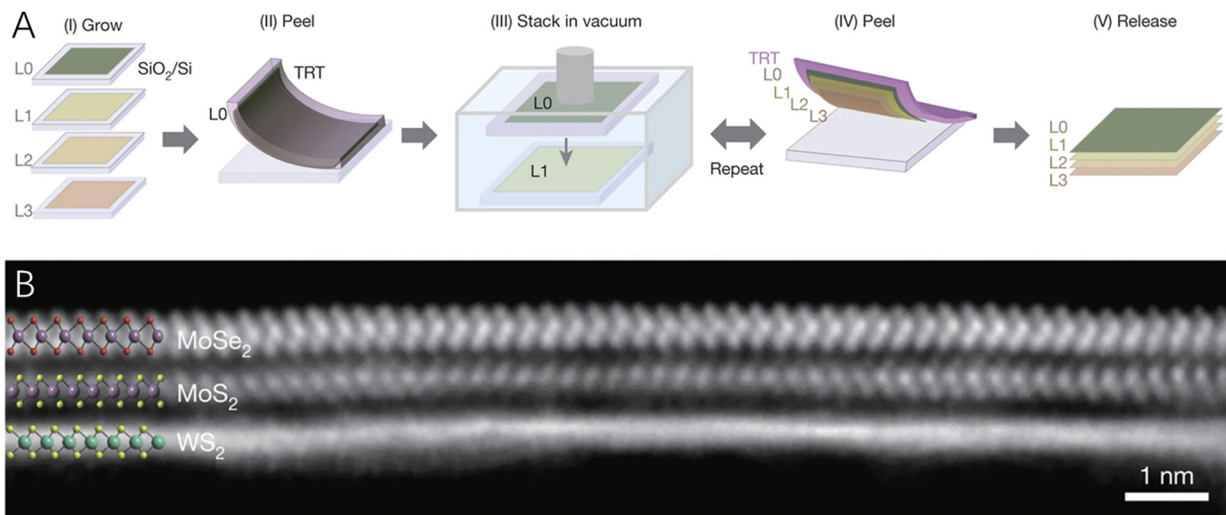 A
(I) Grow
(II) Peel
(III) Stack in vacuum
(IV) Peel
(V) Release
L0
SiO2/Si
L1
L2
L3
L0
TRT
L0
L1
Repeat
TRT
L0
L1
L2
L3
L0
L1
L2
L3
B
MoSe2
MoS2
WS2
1 nm